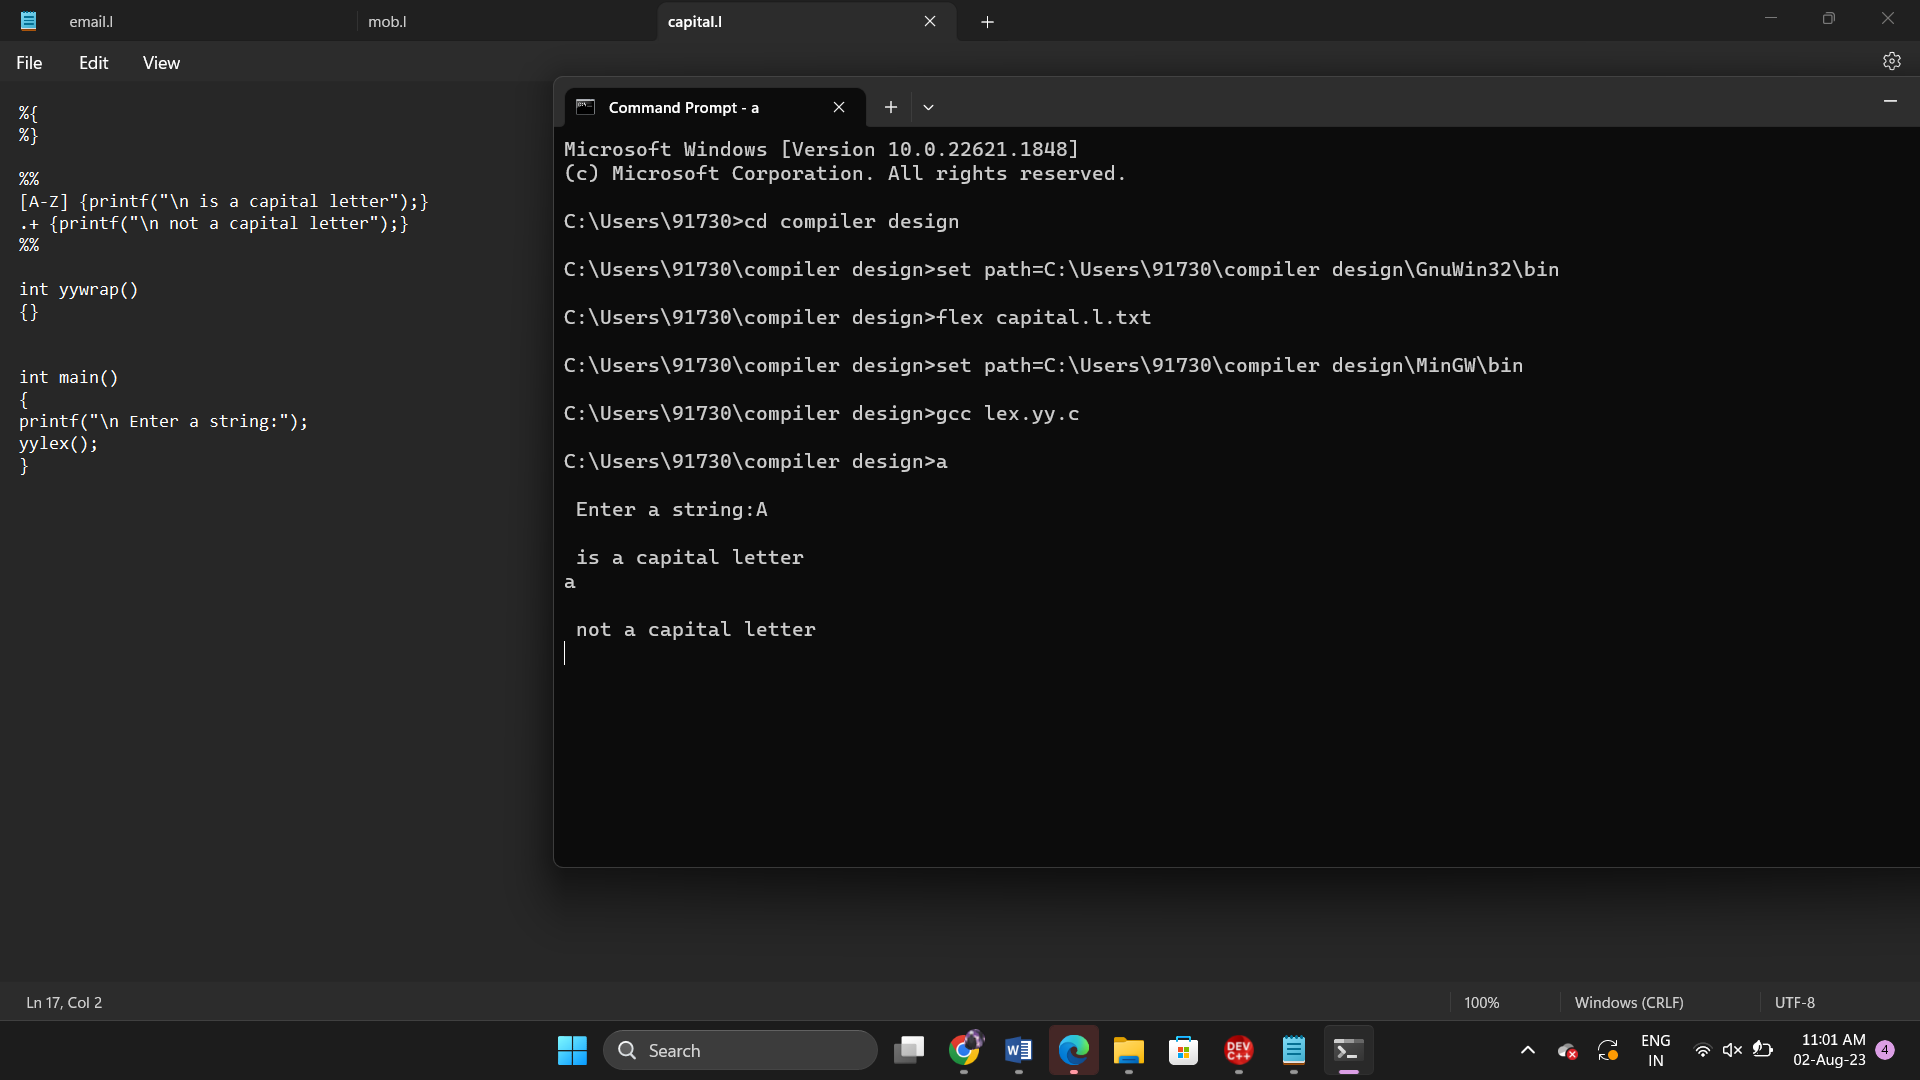 email.l
mob.l
capital.l
File
Edit
View
%{
%}
%%
[A-Z] {printf("\n is a capital letter");}
.+ {printf("\n not a capital letter");}
%%
int yywrap()
{}
int main()
{
printf("\n Enter a string:");
yylex();
}
Command Prompt - a
Microsoft Windows [Version 10.0.22621.1848]
(c) Microsoft Corporation. All rights reserved.
C:\Users\91730>cd compiler design
C:\Users\91730\compiler design>set path=C:\Users\91730\compiler design\GnuWin32\bin
C:\Users\91730\compiler design>flex capital.l.txt
C:\Users\91730\compiler design>set path=C:\Users\91730\compiler design\MinGW\bin
C:\Users\91730\compiler design>gcc lex.yy.c
C:\Users\91730\compiler design>a
Enter a string:A
is a capital letter
a
not a capital letter
Ln 17, Col 2
100%
Windows (CRLF)
UTF-8
Search
DEV
C++
ENG
IN
11:01 AM
02-Aug-23
4